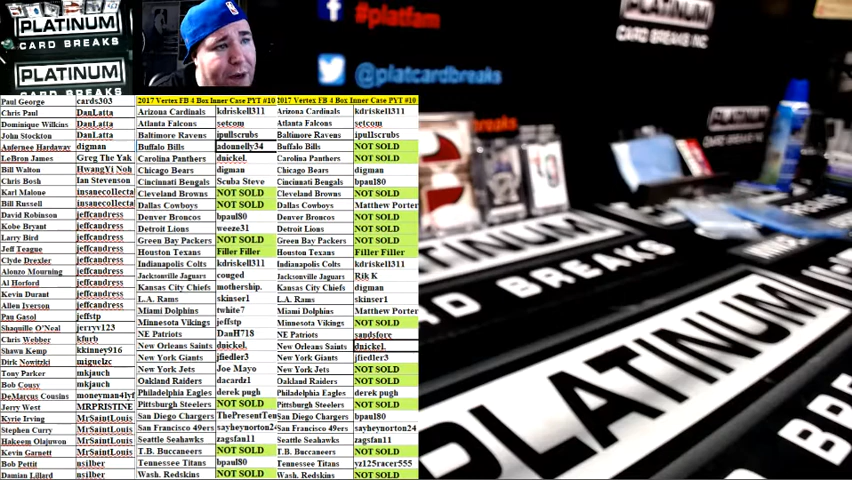 PLATINUM
CARD BREAKS
PLATINUM
CARD BREAKS
#platfam
@platcardbreaks
PLATINUM
CARD BREAKS NC
2017 Vertex FB 4 Box Inner Case PYT #10 2017 Vertex FB 4 Box Inner Case PYT #10
Paul George cards303
Chris Paul DanLatta Arizona Cardinals kdriskell311 Arizona Cardinals kdriskell311
Dominique Wilkins DanLatta Atlanta Falcons setcom Atlanta Falcons setcom
John Stockton DanLatta Baltimore Ravens ipullscrubs Baltimore Ravens ipullscrubs
Anfernee Hardaway digman Buffalo Bills adonnelly34 Buffalo Bills NOT SOLD
LeBron James Greg The Yak Carolina Panthers dnickel. Carolina Panthers NOT SOLD
Bill Walton HwangYi Noh Chicago Bears digman Chicago Bears digman
Chris Bosh Ian Stevenson Cincinnati Bengals Scuba Steve Cincinnati Bengals bpaul80
Karl Malone insanecollecta Cleveland Browns NOT SOLD Cleveland Browns NOT SOLD
Bill Russell insanecollecta Dallas Cowboys NOT SOLD Dallas Cowboys Matthew Porter
David Robinson jeffcandress Denver Broncos bpaul80 Denver Broncos NOT SOLD
Kobe Bryant jeffcandress Detroit Lions weeze31 Detroit Lions NOT SOLD
Larry Bird jeffcandress Green Bay Packers NOT SOLD Green Bay Packers NOT SOLD
Jeff Teague jeffcandress Houston Texans Filler Filler Houston Texans Filler Filler
Clyde Drexler jeffcandress Indianapolis Colts kdriskell311 Indianapolis Colts kdriskell311
Alonzo Mourning jeffcandress Jacksonville Jaguars couged Jacksonville Jaguars Rik K
Al Horford jeffcandress Kansas City Chiefs mothership. Kansas City Chiefs digman
Kevin Durant jeffcandress L.A. Rams skinser1 L.A. Rams skinser1
Allen Iverson jeffcandress Miami Dolphins twhite7 Miami Dolphins Matthew Porter
Pau Gasol jeffstp Minnesota Vikings jeffstp Minnesota Vikings NOT SOLD
Shaquille O'Neal jerryv123 NE Patriots DanH718 NE Patriots sandsfore
Chris Webber kfurb New Orleans Saints dnickel. New Orleans Saints dnickel.
Shawn Kemp kkinney916 New York Giants jfiedler3 New York Giants jfiedler3
Dirk Nowitzki miguelzc New York Jets Joe Mayo New York Jets NOT SOLD
Tony Parker mkjauch Oakland Raiders dacardz1 Oakland Raiders NOT SOLD
Bob Cousy mkjauch Philadelphia Eagles derek pugh Philadelphia Eagles derek pugh
DeMarcus Cousins moneyman4lyf Pittsburgh Steelers NOT SOLD Pittsburgh Steelers NOT SOLD
Jerry West MRPRISTINE San Diego Chargers ThePresentTen San Diego Chargers bpaul80
Kyrie Irving MrSaintLouis San Francisco 49ers sayheynorton24 San Francisco 49ers sayheynorton24
Stephen Curry MrSaintLouis Seattle Seahawks zagsfan11 Seattle Seahawks zagsfan11
Hakeem Olajuwon MrSaintLouis T.B. Buccaneers NOT SOLD T.B. Buccaneers NOT SOLD
Kevin Garnett MrSaintLouis Tennessee Titans bpaul80 Tennessee Titans yz125racer555
Bob Pettit nsilber Wash. Redskins NOT SOLD Wash. Redskins NOT SOLD
Damian Lillard nsilber
BREAKS
PLATINUM